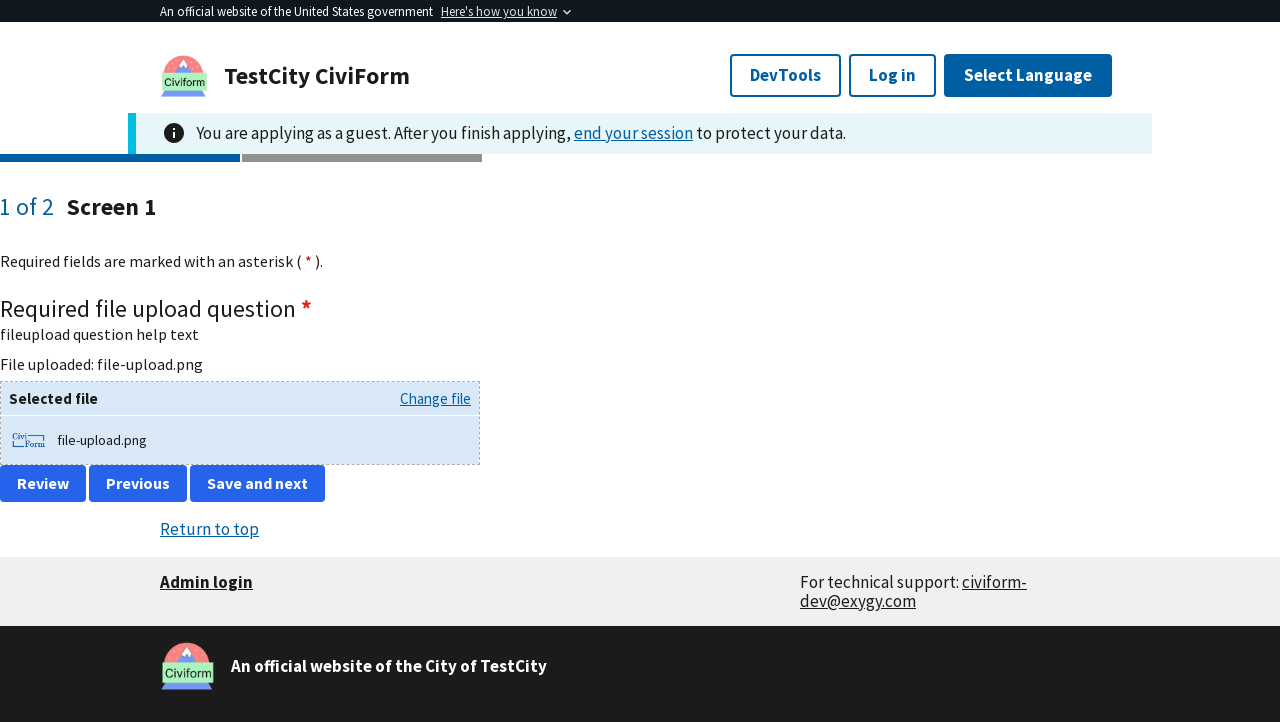 An official website of the United States government Here's how you know
Civiform
TestCity CiviForm
DevTools
Log in
Select Language
You are applying as a guest. After you finish applying, end your session to protect your data.
1 of 2 Screen 1
Required fields are marked with an asterisk ( * ).
Required file upload question *
fileupload question help text
File uploaded: file-upload.png
Selected file
Change file
Civi
Form
file-upload.png
Review
Previous
Save and next
Return to top
Admin login
For technical support: civiform-
dev@exygy.com
Civiform
An official website of the City of TestCity